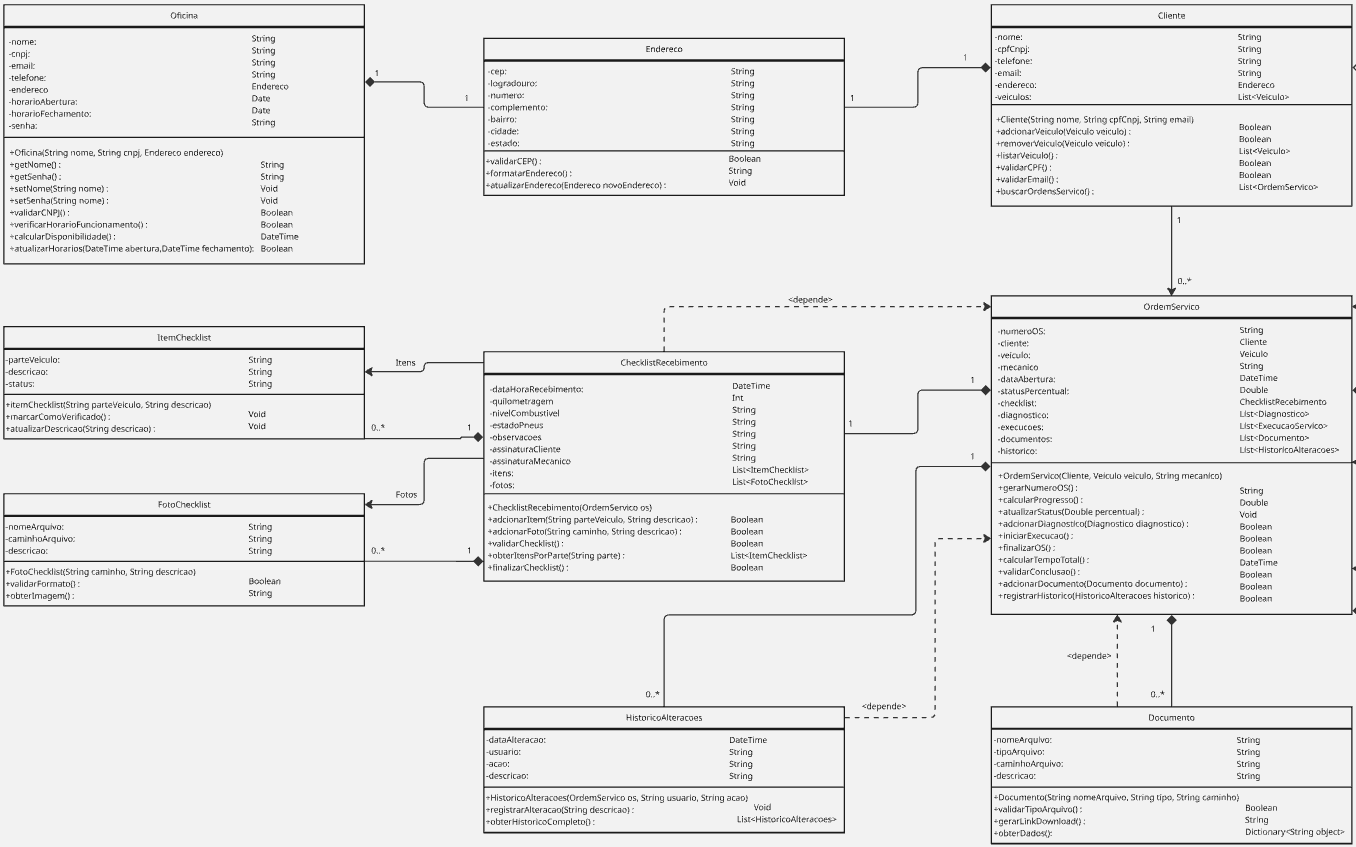 Oficina
-nome: String
-cnpj: String
-email: String
-telefone: String
-endereco Endereco
-horarioAbertura: Date
-horarioFechamento: Date
-senha: String
+Oficina(String nome, String cnpj, Endereco endereco)
+getNome() : String
+getSenha() : String
+setNome(String nome) : Void
+setSenha(String nome) : Void
+validarCNPJ() : Boolean
+verificarHorarioFuncionamento() : Boolean
+calcularDisponibilidade() : DateTime
+atualizarHorarios(DateTime abertura,DateTime fechamento): Boolean
1
1
Endereco
-cep: String
-logradouro: String
-numero: String
-complemento: String
-bairro: String
-cidade: String
-estado: String
+validarCEP() : Boolean
+formatarEndereco() : String
+atualizarEndereco(Endereco novoEndereco) : Void
1
1
Cliente
-nome: String
-cpfCnpj: String
-telefone: String
-email: String
-endereco: Endereco
-veiculos: List<Veiculo>
+Cliente(String nome, String cpfCnpj, String email)
+adcionarVeiculo(Veiculo veiculo) : Boolean
+removerVeiculo(Veiculo veiculo) : Boolean
+listarVeiculo() : List<Veiculo>
+validarCPF() : Boolean
+validarEmail() : Boolean
+buscarOrdensServico() : List<OrdemServico>
1
0..*
<depende>
ItemChecklist
-parteVeiculo: String
-descricao: String
-status: String
+itemChecklist(String parteVeiculo, String descricao)
+marcarComoVerificado() : Void
+atualizarDescricao(String descricao) : Void
Itens
0..*
1
Fotos
FotoChecklist
-nomeArquivo: String
-caminhoArquivo: String
-descricao: String
+FotoChecklist(String caminho, String descricao)
+validarFormato() : Boolean
+obterImagem() : String
0..*
1
ChecklistRecebimento
-dataHoraRecebimento: DateTime
-quilometragem Int
-nivelCombustivel String
-estadoPneus String
-observacoes String
-assinaturaCliente String
-assinaturaMecanico String
-itens: List<ItemChecklist>
-fotos: List<FotoChecklist>
+ChecklistRecebimento(OrdemServico os)
+adcionarItem(String parteVeiculo, String descricao) : Boolean
+adcionarFoto(String caminho, String descricao) : Boolean
+validarChecklist() : Boolean
+obterItensPorParte(String parte) : List<ItemChecklist>
+finalizarChecklist() : Boolean
1
1
1
OrdemServico
-numeroOS: String
-cliente: Cliente
-veiculo: Veiculo
-mecanico String
-dataAbertura: DateTime
-statusPercentual: Double
-checklist: ChecklistRecebimento
-diagnostico: List<Diagnostico>
-execucoes: List<ExecucaoServico>
-documentos: List<Documento>
-historico: List<HistoricoAlteracoes>
+OrdemServico(Cliente, Veiculo veiculo, String mecanico)
+gerarNumeroOS() : String
+calcularProgresso() : Double
+atualizarStatus(Double percentual) : Void
+adcionarDiagnostico(Diagnostico diagnostico) : Boolean
+iniciarExecucao() : Boolean
+finalizarOS() : Boolean
+calcularTempoTotal() : DateTime
+validarConclusao() : Boolean
+adcionarDocumento(Documento documento) : Boolean
+registrarHistorico(HistoricoAlteracoes historico) : Boolean
1
<depende>
0..*
0..*
<depende>
HistoricoAlteracoes
-dataAlteracao: DateTime
-usuario: String
-acao: String
-descricao: String
+HistoricoAlteracoes(OrdemServico os, String usuario, String acao)
+registrarAlteracao(String descricao) : Void
+obterHistoricoCompleto() : List<HistoricoAlteracoes>
Documento
-nomeArquivo: String
-tipoArquivo: String
-caminhoArquivo: String
-descricao: String
+Documento(String nomeArquivo, String tipo, String caminho)
+validarTipoArquivo() : Boolean
+gerarLinkDownload() : String
+obterDados(): Dictionary<String object>